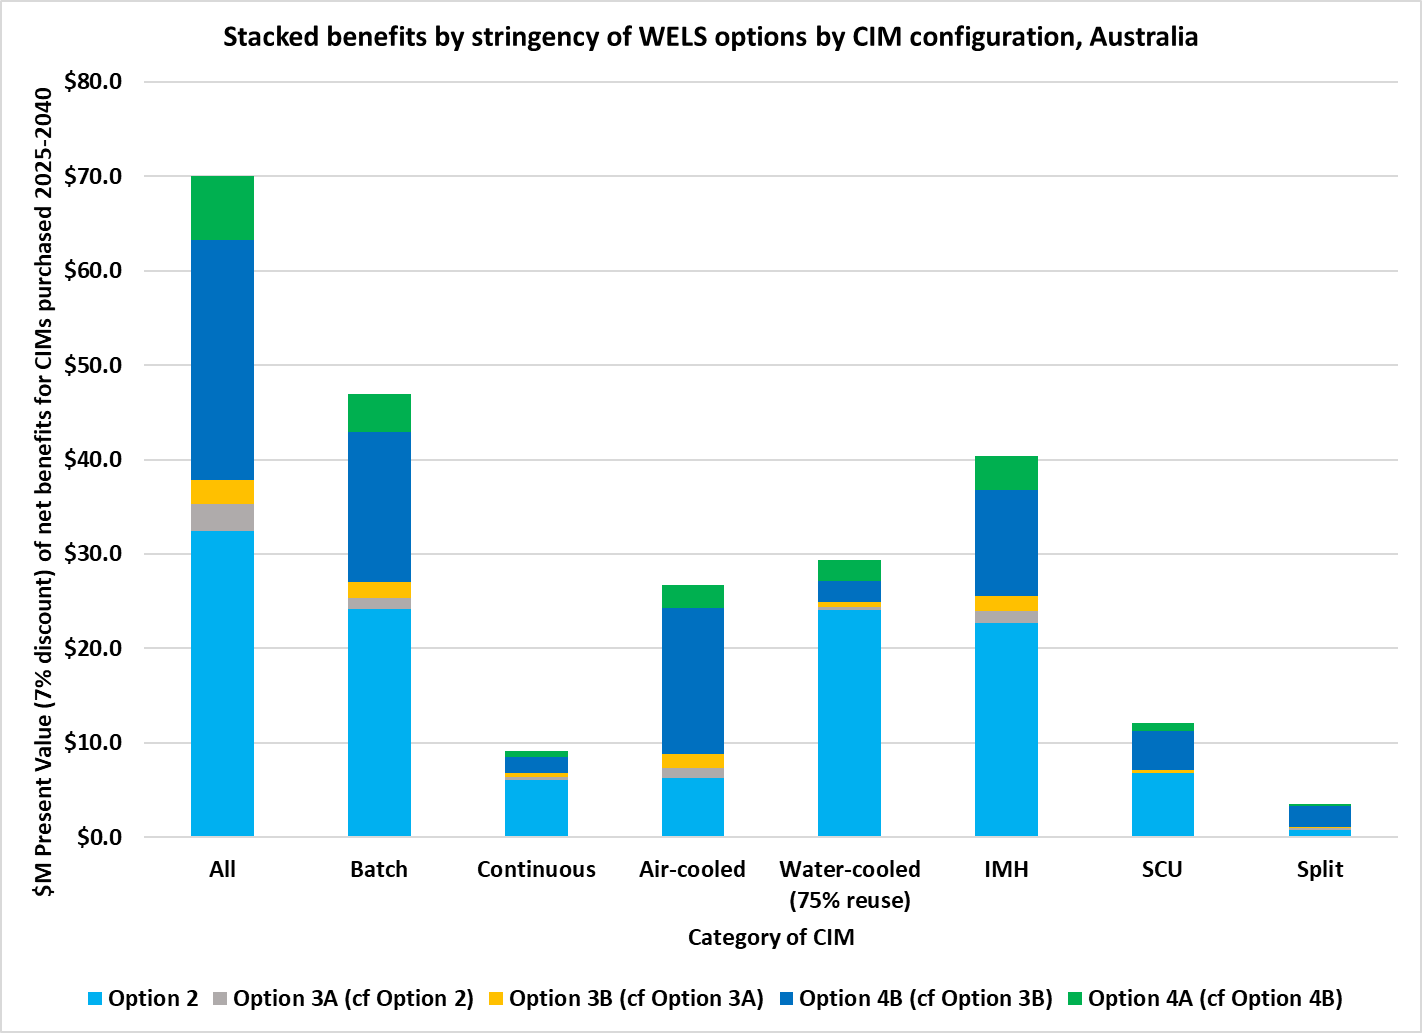 Stacked benefits by stringency of WELS options by CIM configuration, Australia
$M Present Value (7% discount) of net benefits for CIMs purchased 2025-2040
$80.0
$70.0
$60.0
$50.0
$40.0
$30.0
$20.0
$10.0
$0.0
All
Batch
Continuous
Air-cooled
Water-cooled
(75% reuse)
IMH
SCU
Split
Category of CIM
Option 2
Option 3A (cf Option 2)
Option 3B (cf Option 3A)
Option 4B (cf Option 3B)
Option 4A (cf Option 4B)